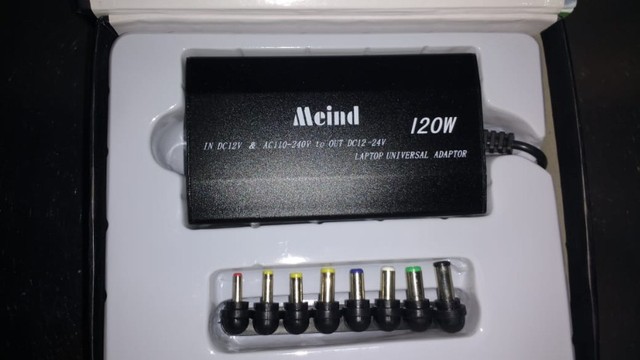 Meind
120W
IN DC12V & AC110-240V to OUT DC12-24V
LAPTOP UNIVERSAL ADAPTOR